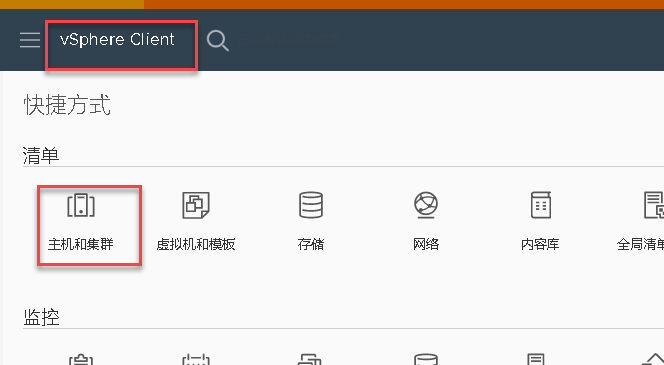 vSphere Client
快捷方式
清单
主机和集群 虚拟机和模板 存储 网络 内容库 全局清单
监控